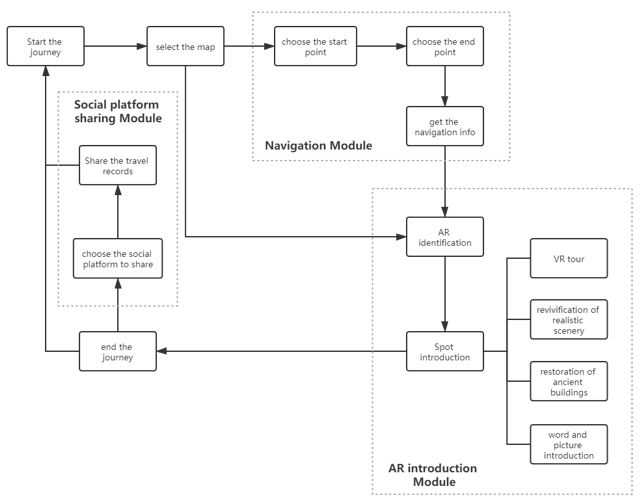 Start the
journey
select the map
choose the start
point
choose the end
point
get the
navigation info
Navigation Module
Social platform
sharing Module
Share the travel
records
choose the social
platform to share
end the
journey
AR
identification
Spot
introduction
VR tour
revivification of
realistic
scenery
restoration of
ancient
buildings
word and
picture
introduction
AR introduction
Module